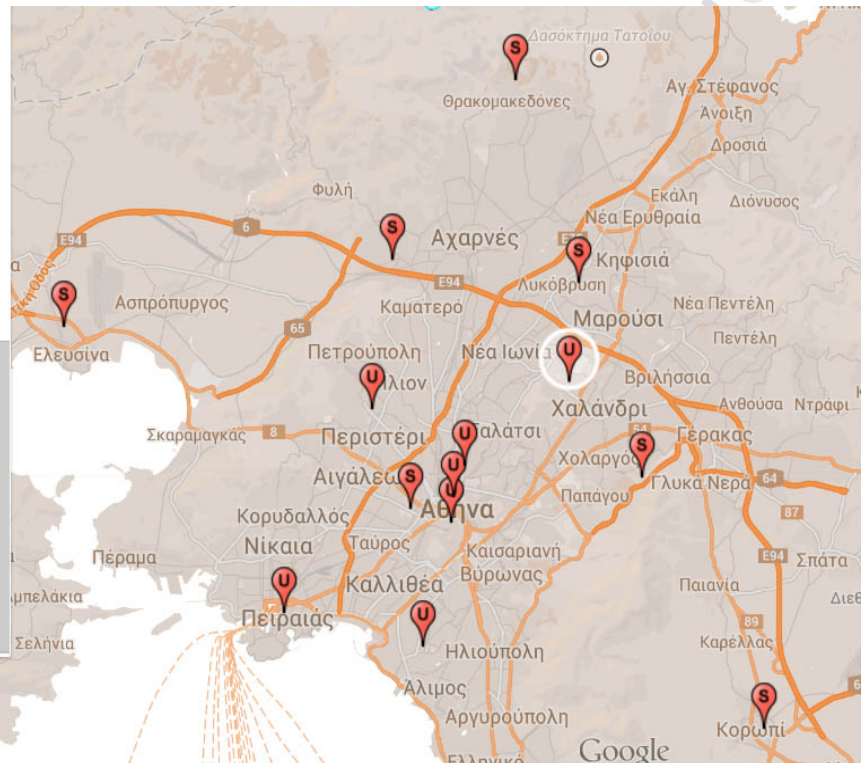 S
Δασόκτημα Τατοΐου
Θρακομακεδόνες
Αγ. Στέφανος
Άνοιξη
Δροσιά
Φυλή
Εκάλη
Διόνυσος
Νέα Ερυθραία
S
6
E94
Αχαρνές
S
Κηφισιά
Λυκόβρυση
E94
S
Ασπρόπυργος
Καματερό
Νέα Πεντέλη
Μαρούσι
Πεντέλη
65
Ελευσίνα
Πετρούπολη
Νέα Ιωνία
U
Βριλήσσια
U
Ίλιον
Χαλάνδρι
Ανθούσα
Ντράφι
Σκαραμαγκάς
8
Περιστέρι
U
Γαλάτσι
54
Γέρακας
S
Χολαργός
Αιγάλεω
S
U
U
Αθήνα
Παπάγου
Γλυκά Νερά
64
Κορυδαλλός
87
Νίκαια
Ταύρος
Καισαριανή
E94
Πέραμα
Σπάτα
Καλλιθέα
Βύρωνας
Παιανία
U
Πειραιάς
U
89
Σελήνια
Ηλιούπολη
Καρέλλας
Άλιμος
S
Αργυρούπολη
Κορωπί
Ελληνικό
Google